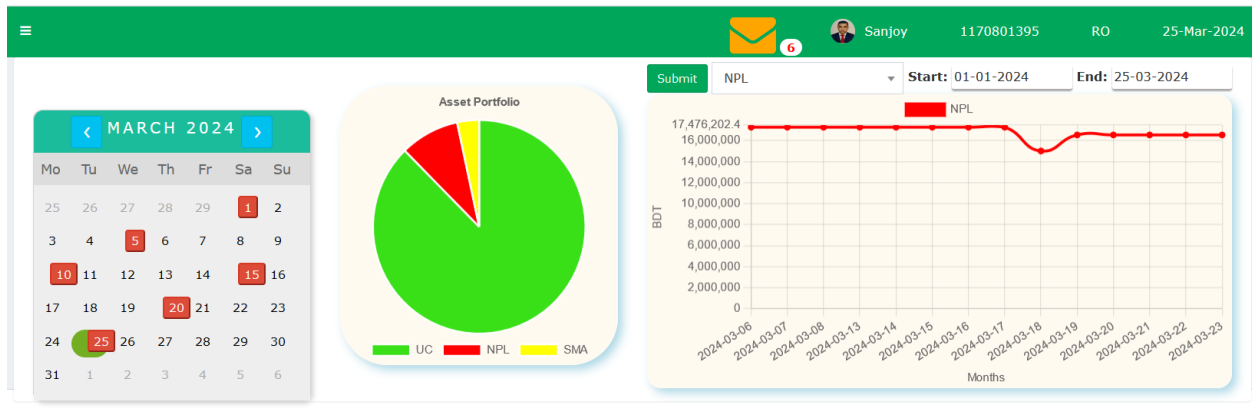 Sanjoy 1170801395 RO 25-Mar-2024
6
Submit NPL Start: 01-01-2024 End: 25-03-2024
MARCH 2024
Mo Tu We Th Fr Sa Su
25 26 27 28 29 1 2
3 4 5 6 7 8 9
10 11 12 13 14 15 16
17 18 19 20 21 22 23
24 25 26 27 28 29 30
31 1 2 3 4 5 6
Asset Portfolio
UC NPL SMA
NPL
17,476,202.4
16,000,000
14,000,000
12,000,000
10,000,000
8,000,000
6,000,000
4,000,000
2,000,000
0
BDT
2024-03-06 2024-03-07 2024-03-08 2024-03-13 2024-03-14 2024-03-15 2024-03-16 2024-03-17 2024-03-18 2024-03-19 2024-03-20 2024-03-21 2024-03-22 2024-03-23
Months